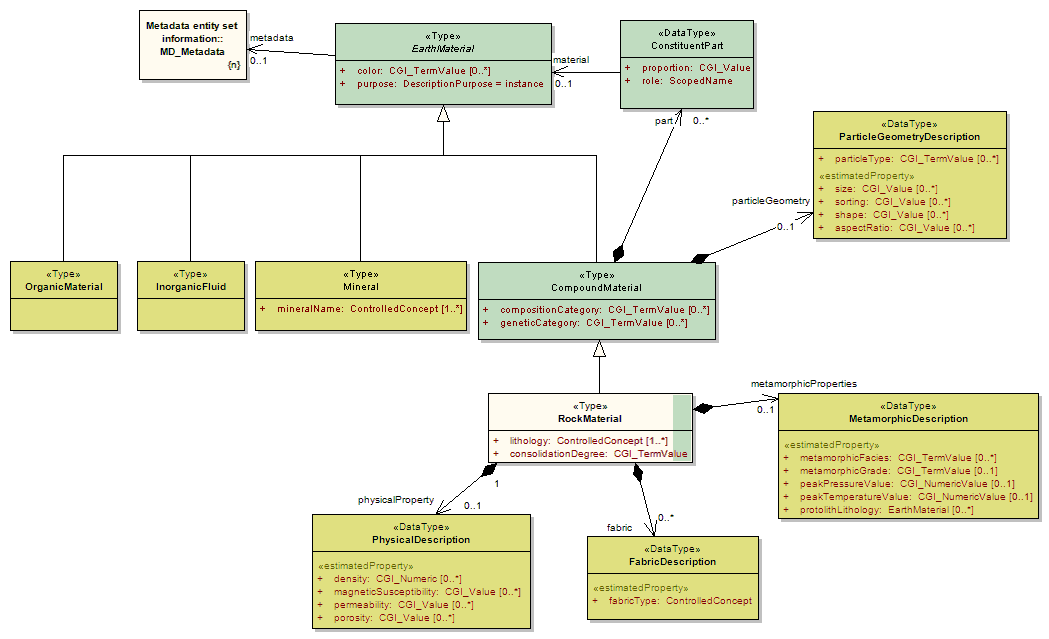 Metadata entity set
information::
MD_Metadata
{n}
metadata
0..1
«Type»
EarthMaterial
+ color: CGI_TermValue [0..*]
+ purpose: DescriptionPurpose = instance
material
0..1
«DataType»
ConstituentPart
+ proportion: CGI_Value
+ role: ScopedName
part
0..*
«DataType»
ParticleGeometryDescription
+ particleType: CGI_TermValue [0..*]
«estimatedProperty»
+ size: CGI_Value [0..*]
+ sorting: CGI_Value [0..*]
+ shape: CGI_Value [0..*]
+ aspectRatio: CGI_Value [0..*]
particleGeometry
0..1
«Type»
OrganicMaterial
«Type»
InorganicFluid
«Type»
Mineral
+ mineralName: ControlledConcept [1..*]
«Type»
CompoundMaterial
+ compositionCategory: CGI_TermValue [0..*]
+ geneticCategory: CGI_TermValue [0..*]
«Type»
RockMaterial
+ lithology: ControlledConcept [1..*]
+ consolidationDegree: CGI_TermValue
metamorphicProperties
0..1
«DataType»
MetamorphicDescription
«estimatedProperty»
+ metamorphicFacies: CGI_TermValue [0..*]
+ metamorphicGrade: CGI_TermValue [0..1]
+ peakPressureValue: CGI_NumericValue [0..1]
+ peakTemperatureValue: CGI_NumericValue [0..1]
+ protolithLithology: EarthMaterial [0..*]
1
physicalProperty
0..1
«DataType»
PhysicalDescription
«estimatedProperty»
+ density: CGI_Numeric [0..*]
+ magneticSusceptibility: CGI_Value [0..*]
+ permeability: CGI_Value [0..*]
+ porosity: CGI_Value [0..*]
fabric
0..*
«DataType»
FabricDescription
«estimatedProperty»
+ fabricType: ControlledConcept